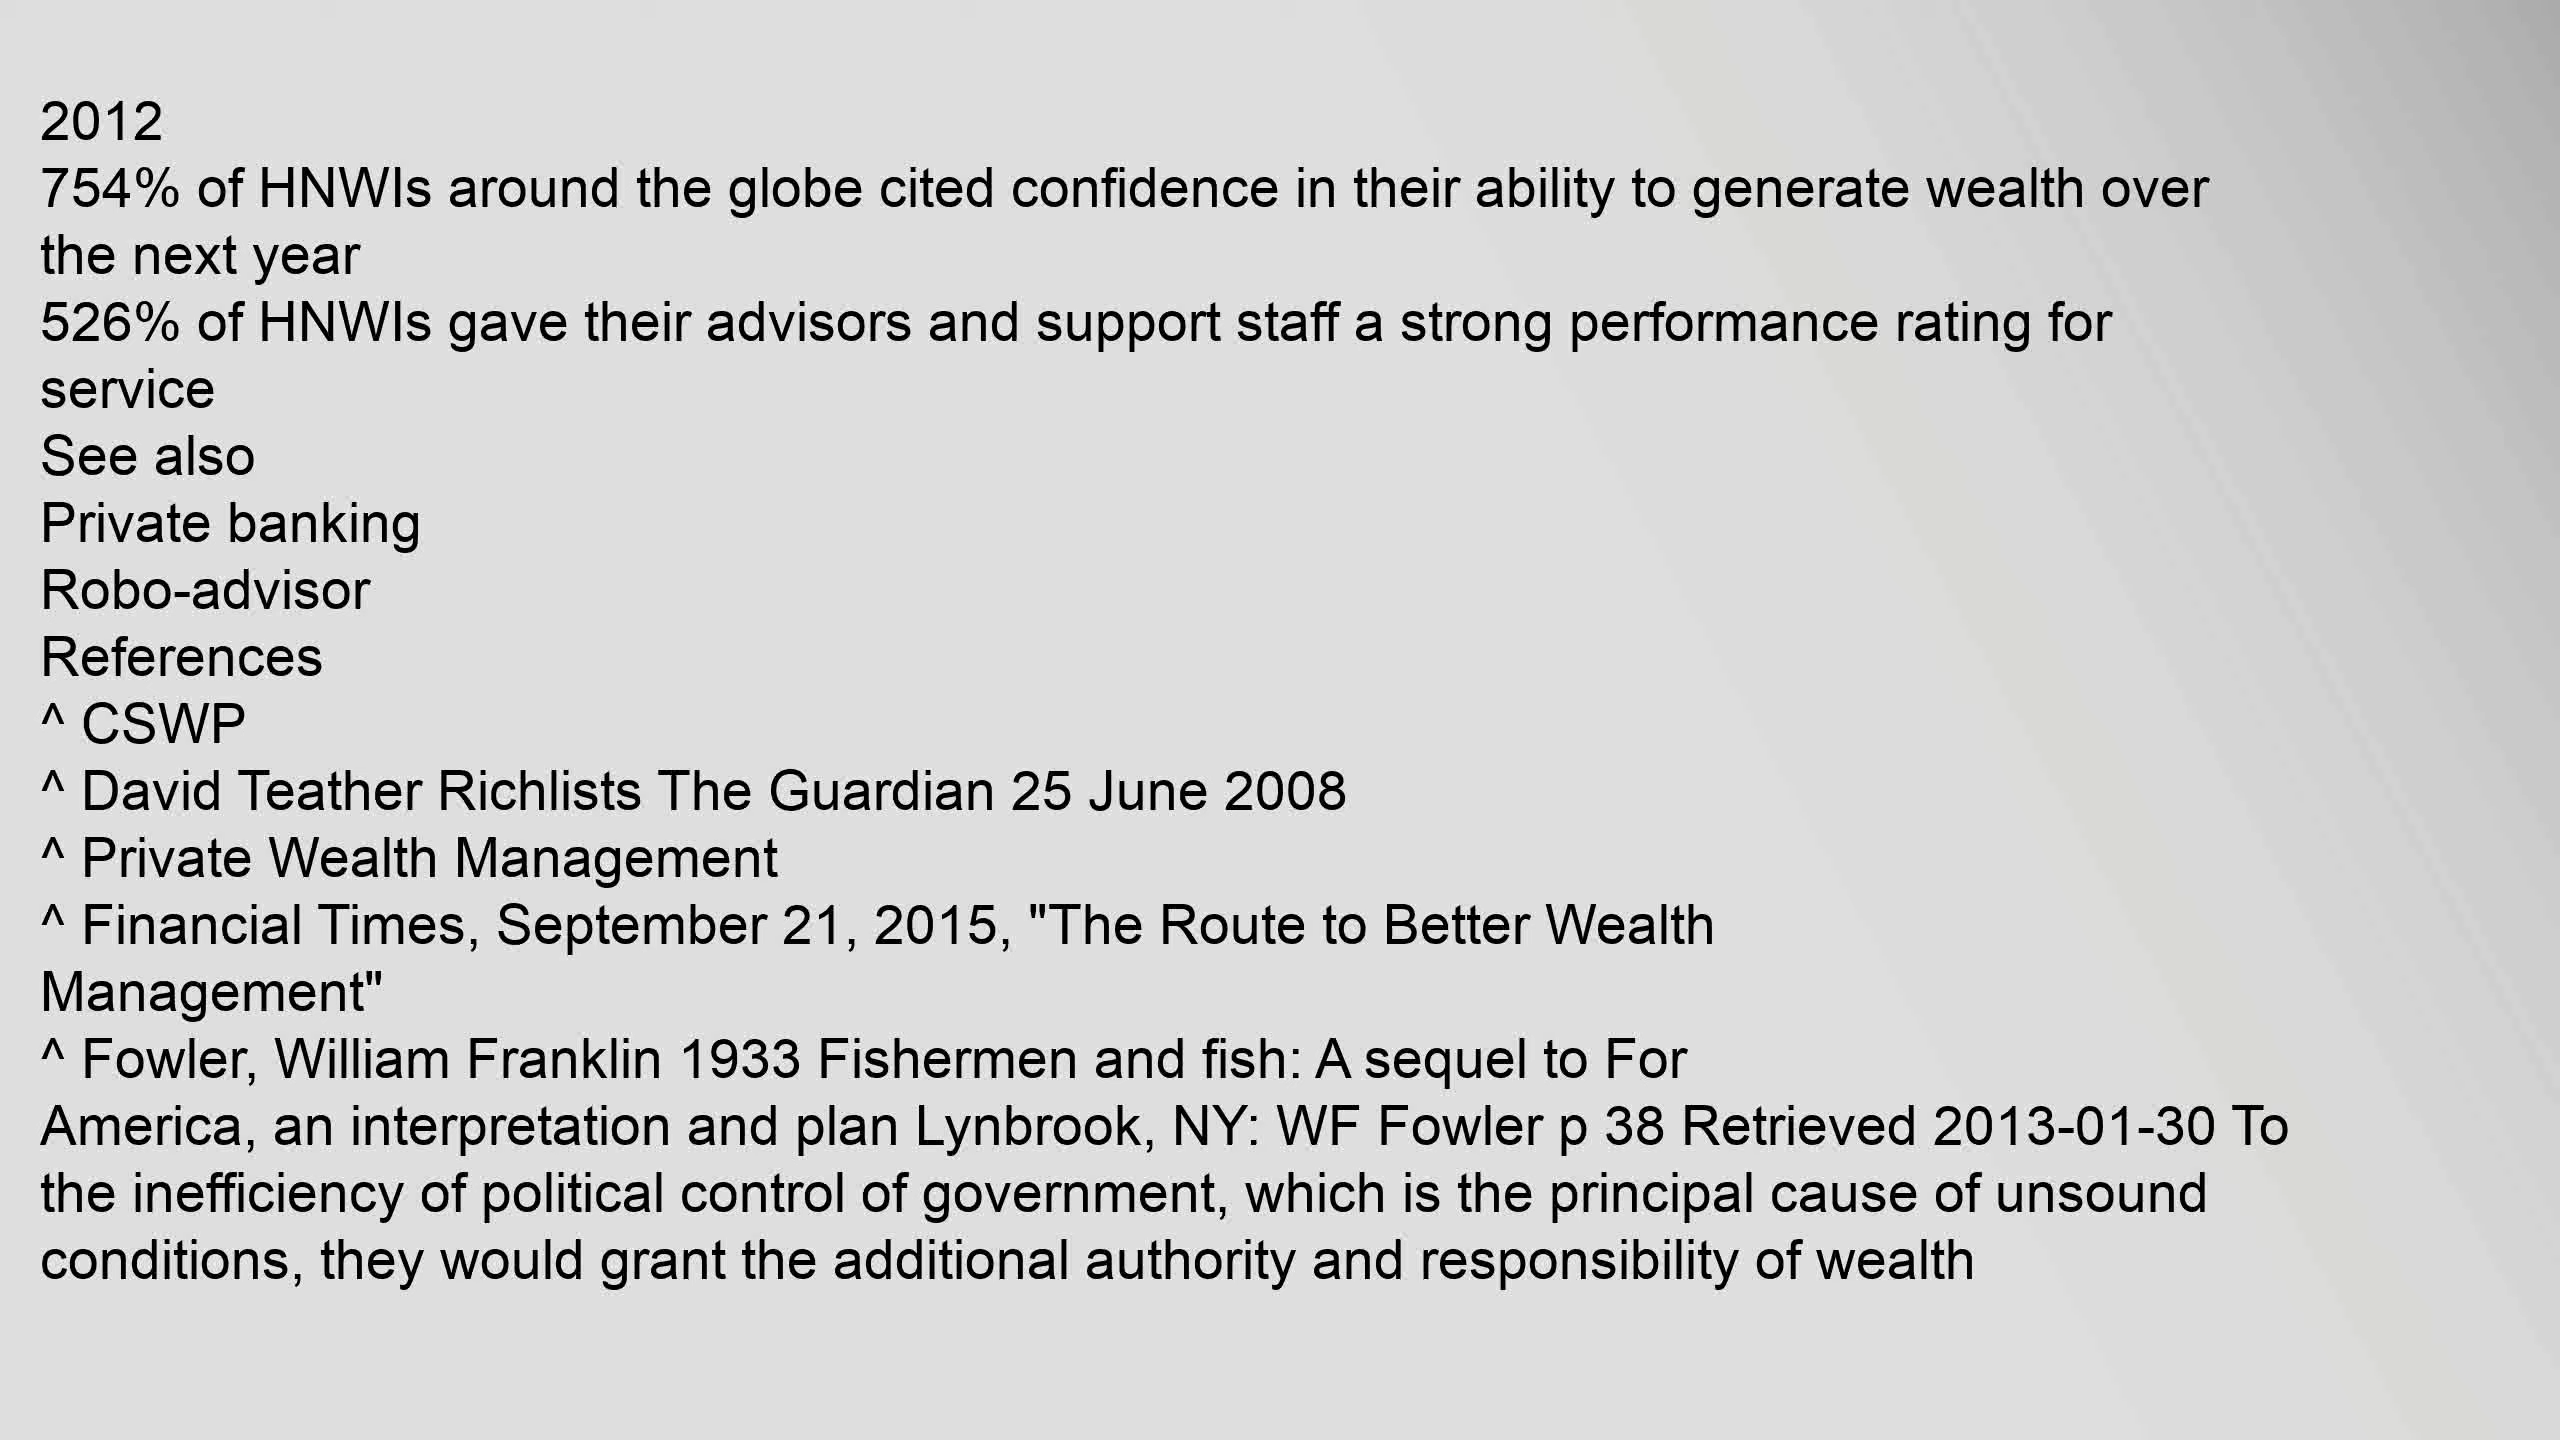 2012
754% of HNWIs around the globe cited confidence in their ability to generate wealth over
the next year
526% of HNWIs gave their advisors and support staff a strong performance rating for
service
See also
Private banking
Robo-advisor
References
^ CSWP
^ David Teather Richlists The Guardian 25 June 2008
^ Private Wealth Management
^ Financial Times, September 21, 2015, "The Route to Better Wealth
Management"
^ Fowler, William Franklin 1933 Fishermen and fish: A sequel to For
America, an interpretation and plan Lynbrook, NY: WF Fowler p 38 Retrieved 2013-01-30 To
the inefficiency of political control of government, which is the principal cause of unsound
conditions, they would grant the additional authority and responsibility of wealth